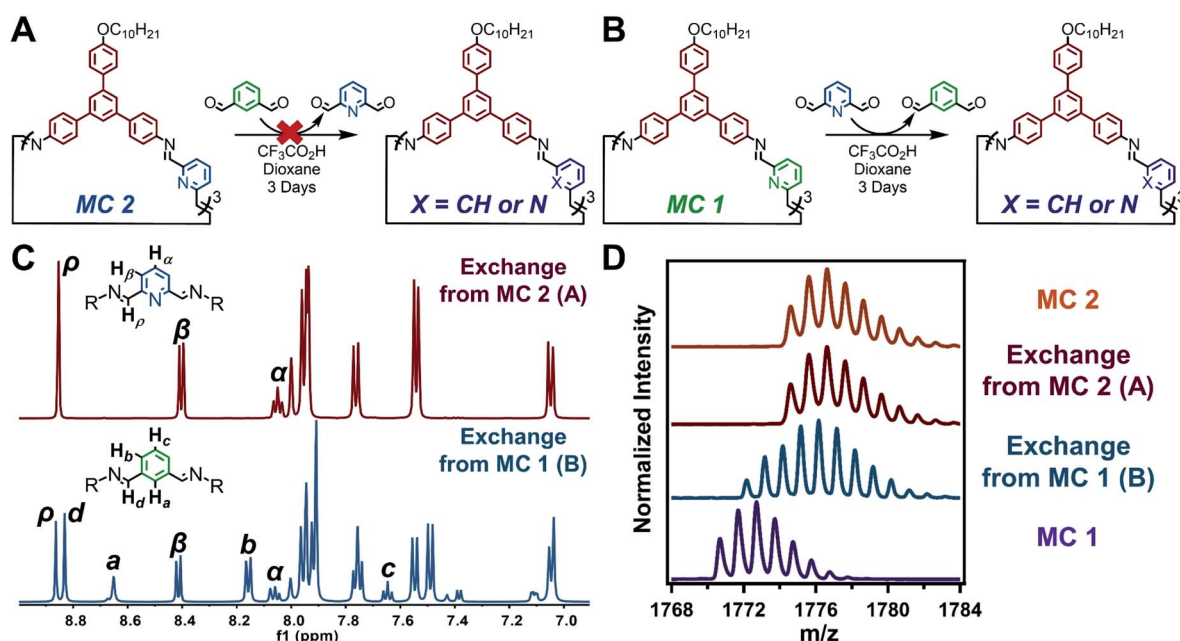 A
OC10H21
N
N
N
MC 2
3
O
O
O
N
O
CF3CO2H
Dioxane
3 Days
OC10H21
N
N
X
X = CH or N
3
B
OC10H21
N
N
N
MC 1
3
O
N
O
O
O
CF3CO2H
Dioxane
3 Days
OC10H21
N
N
X
X = CH or N
3
C
ρ
Hβ
Hα
R
N
N
N
R
Hρ
β
α
Exchange
from MC 2 (A)
Hb
Hc
R
N
N
R
Hd
Ha
Exchange
from MC 1 (B)
ρ
d
a
β
b
α
c
8.8
8.6
8.4
8.2
8.0
7.8
7.6
7.4
7.2
7.0
f1 (ppm)
D
Normalized Intensity
MC 2
Exchange
from MC 2 (A)
Exchange
from MC 1 (B)
MC 1
1768
1772
1776
1780
1784
m/z